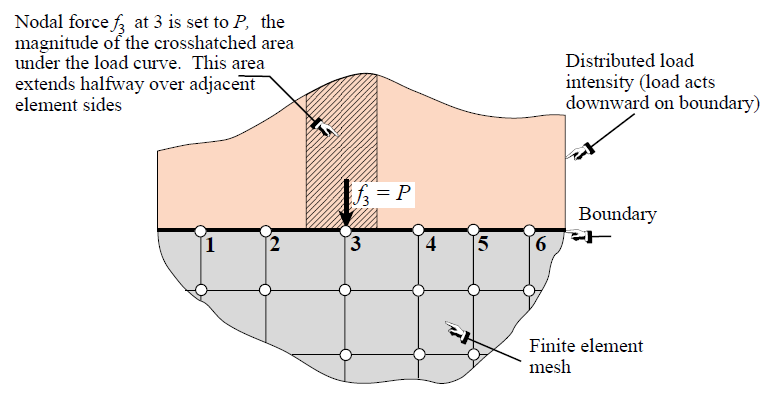 Nodal force f3 at 3 is set to P, the
magnitude of the crosshatched area
under the load curve. This area
extends halfway over adjacent
element sides
Distributed load
intensity (load acts
downward on boundary)
f3 = P
Boundary
1 2 3 4 5 6
Finite element
mesh